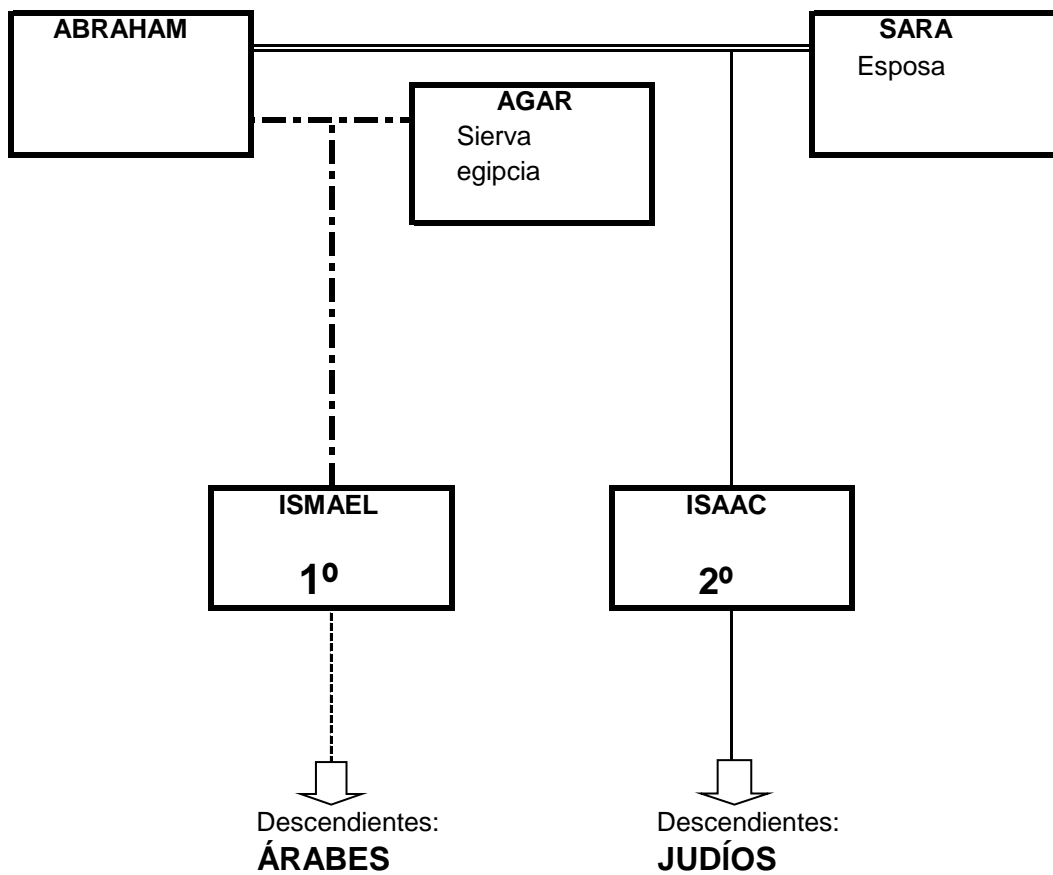 ABRAHAM
SARA
Esposa
AGAR
Sierva
egipcia
ISMAEL
1º
ISAAC
2º
Descendientes:
ÁRABES
Descendientes:
JUDÍOS